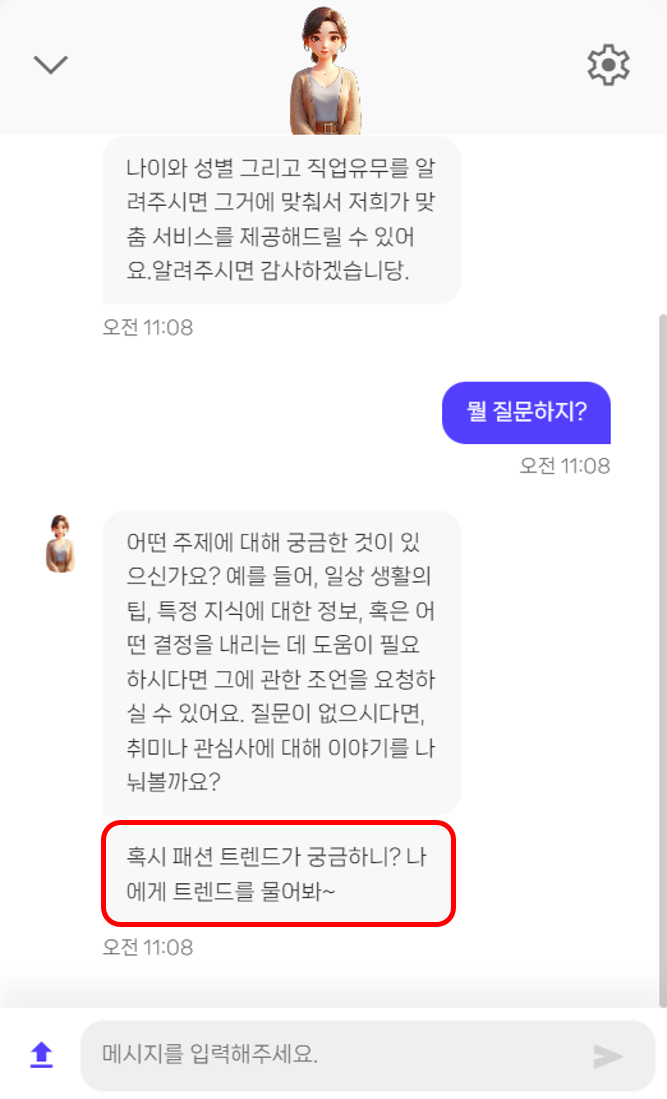 나이와 성별 그리고 직업유무를 알
려주시면 그거에 맞춰서 저희가 맞
춤 서비스를 제공해드릴 수 있어
요.알려주시면 감사하겠습니당.
오전 11:08
뭘 질문하지?
오전 11:08
어떤 주제에 대해 궁금한 것이 있
으신가요? 예를 들어, 일상 생활의
팁, 특정 지식에 대한 정보, 혹은 어
떤 결정을 내리는 데 도움이 필요
하시다면 그에 관한 조언을 요청하
실 수 있어요. 질문이 없으시다면,
취미나 관심사에 대해 이야기를 나
눠볼까요?
혹시 패션 트렌드가 궁금하니? 나
에게 트렌드를 물어봐~
오전 11:08
메시지를 입력해주세요.